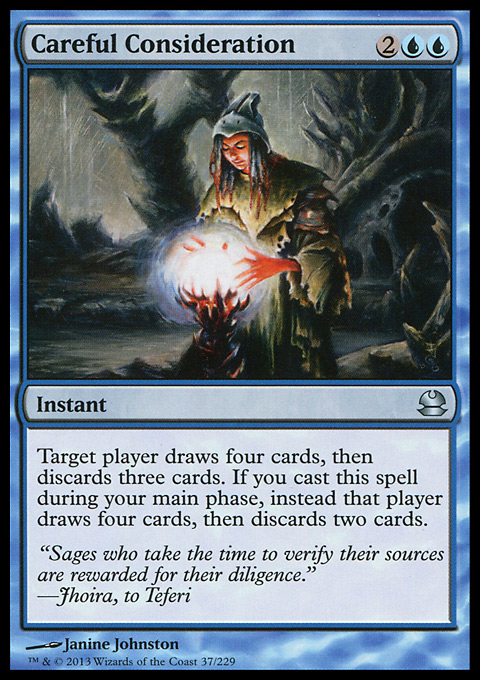 Careful Consideration 2
Instant
Target player draws four cards, then
discards three cards. If you cast this spell
during your main phase, instead that player
draws four cards, then discards two cards.
“Sages who take the time to verify their sources
are rewarded for their diligence.”
—Jhoira, to Teferi
Janine Johnston
™ & © 2013 Wizards of the Coast 37/229